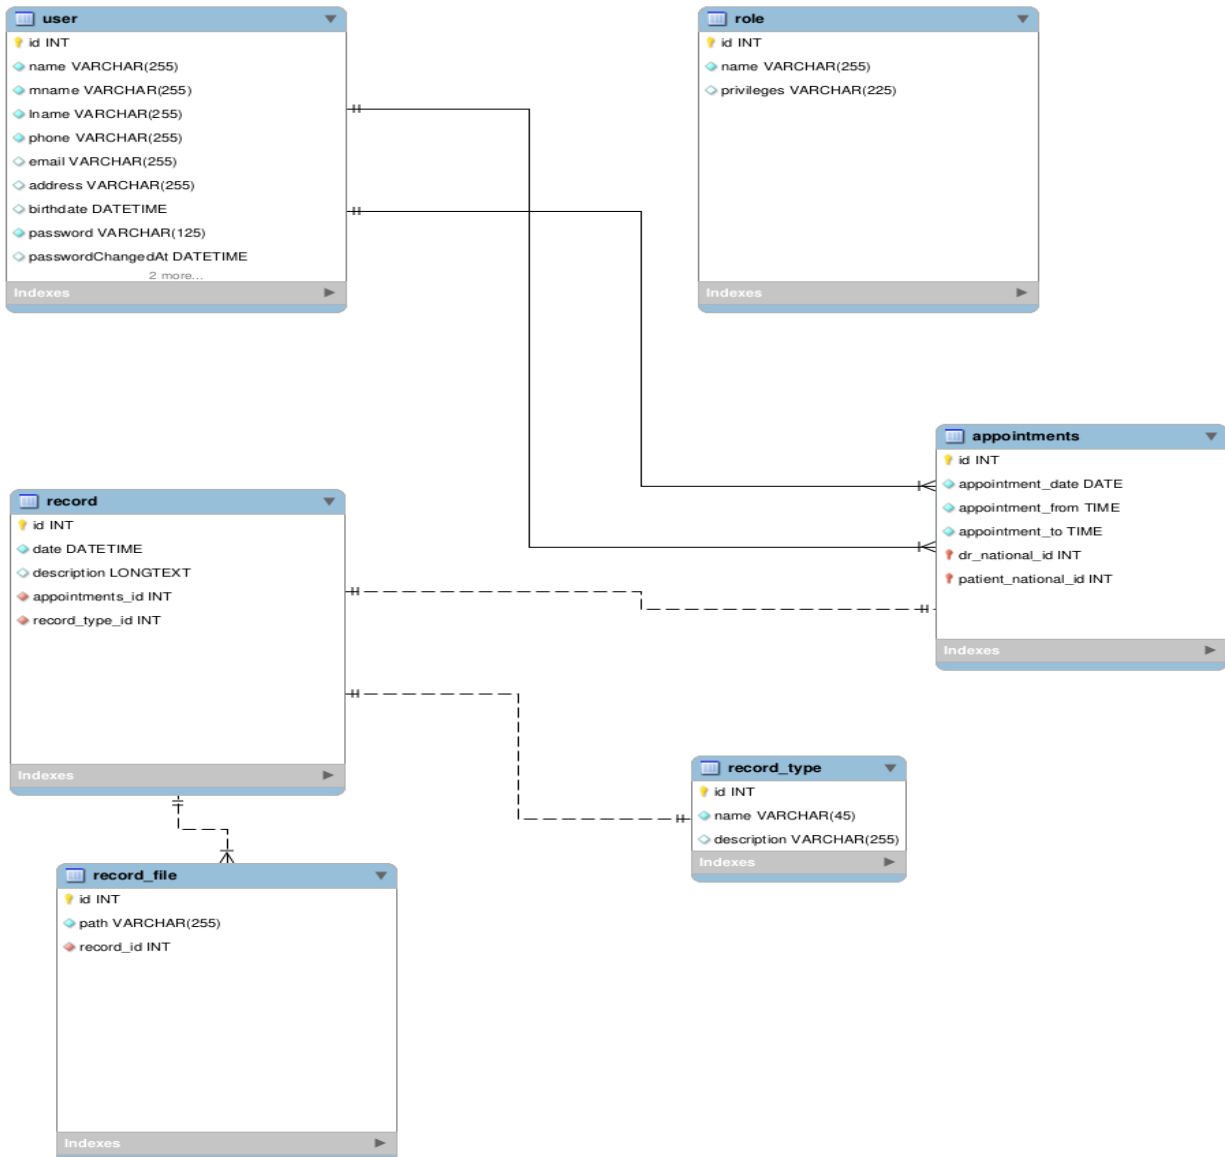 user
id INT
name VARCHAR(255)
mname VARCHAR(255)
lname VARCHAR(255)
phone VARCHAR(255)
email VARCHAR(255)
address VARCHAR(255)
birthdate DATETIME
password VARCHAR(125)
passwordChangedAt DATETIME
2 more...
Indexes
role
id INT
name VARCHAR(255)
privileges VARCHAR(225)
Indexes
appointments
id INT
appointment_date DATE
appointment_from TIME
appointment_to TIME
dr_national_id INT
patient_national_id INT
Indexes
record
id INT
date DATETIME
description LONGTEXT
appointments_id INT
record_type_id INT
Indexes
record_type
id INT
name VARCHAR(45)
description VARCHAR(255)
Indexes
record_file
id INT
path VARCHAR(255)
record_id INT
Indexes